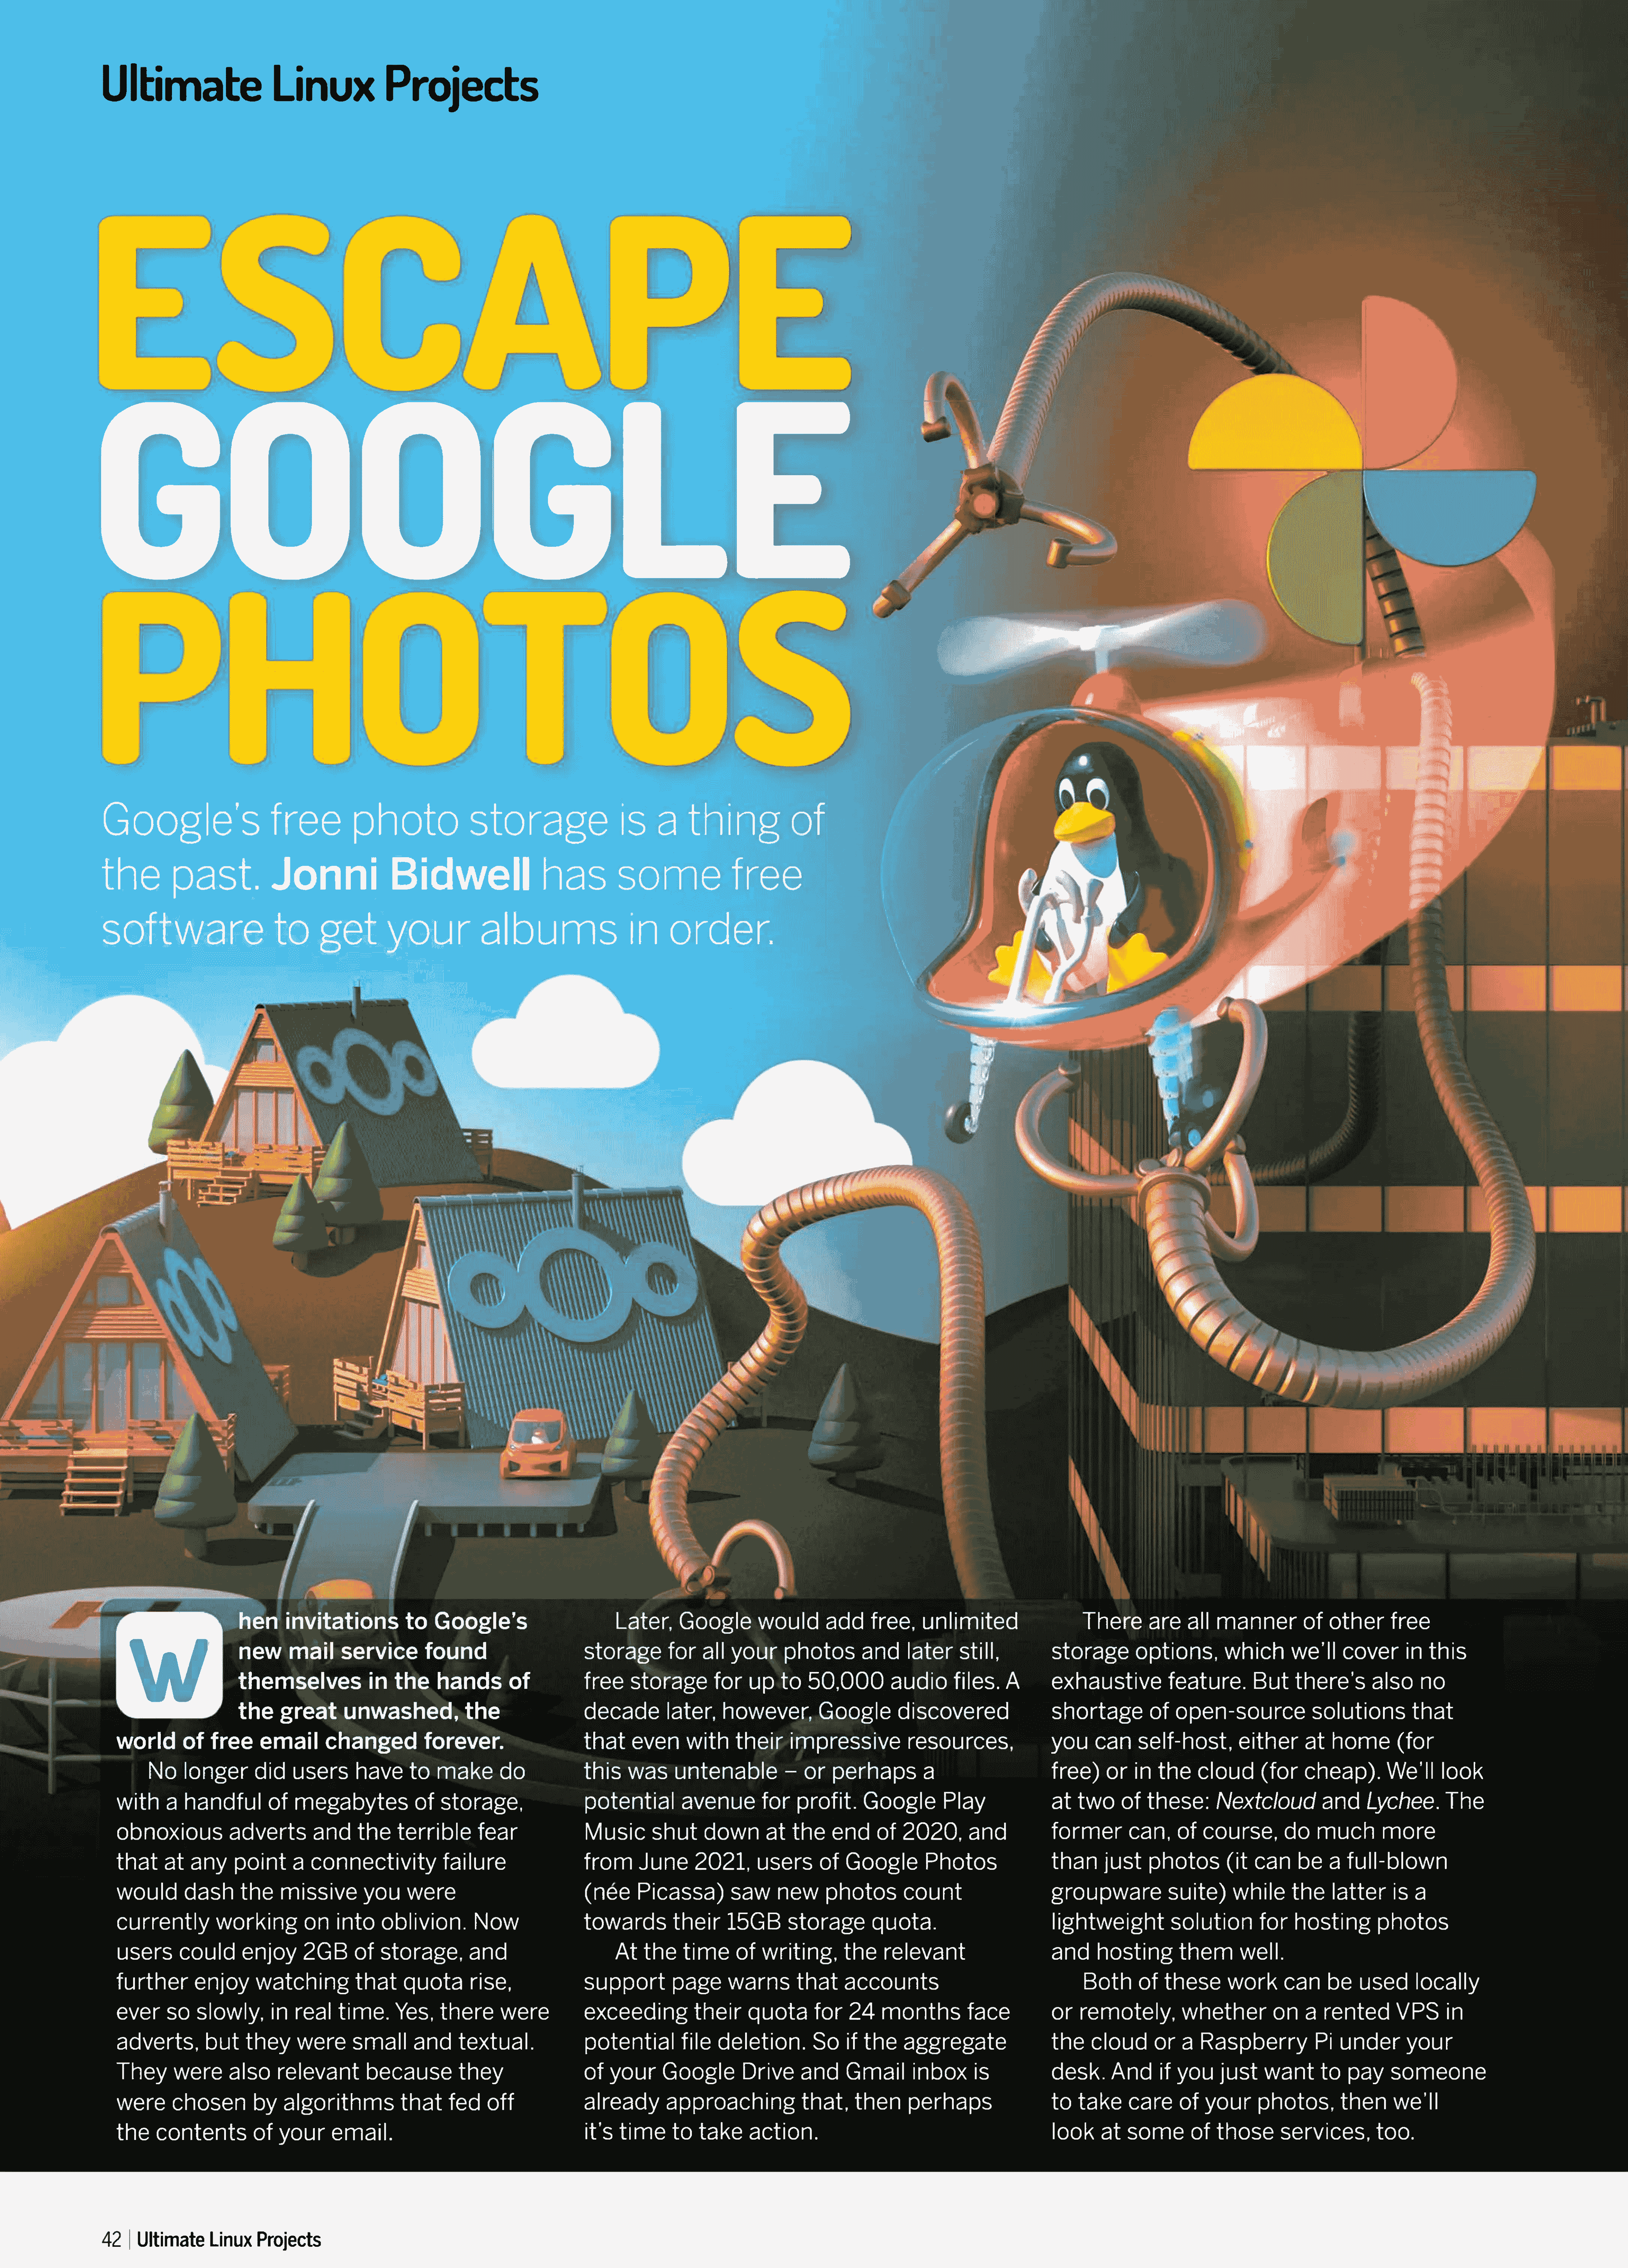 Ultimate Linux Projects
ESCAPE
GOOGLE
PHOTOS
Google's free photo storage is a thing of
the past. Jonni Bidwell has some free
software to get your albums in order.
When invitations to Google's
new mail service found
themselves in the hands of
the great unwashed, the
world of free email changed forever.
No longer did users have to make do
with a handful of megabytes of storage,
obnoxious adverts and the terrible fear
that at any point a connectivity failure
would dash the missive you were
currently working on into oblivion. Now
users could enjoy 2GB of storage, and
further enjoy watching that quota rise,
ever so slowly, in real time. Yes, there were
adverts, but they were small and textual.
They were also relevant because they
were chosen by algorithms that fed off
the contents of your email.
Later, Google would add free, unlimited
storage for all your photos and later still,
free storage for up to 50,000 audio files. A
decade later, however, Google discovered
that even with their impressive resources,
this was untenable – or perhaps a
potential avenue for profit. Google Play
Music shut down at the end of 2020, and
from June 2021, users of Google Photos
(née Picassa) saw new photos count
towards their 15GB storage quota.
At the time of writing, the relevant
support page warns that accounts
exceeding their quota for 24 months face
potential file deletion. So if the aggregate
of your Google Drive and Gmail inbox is
already approaching that, then perhaps
it's time to take action.
There are all manner of other free
storage options, which we'll cover in this
exhaustive feature. But there's also no
shortage of open-source solutions that
you can self-host, either at home (for
free) or in the cloud (for cheap). We'll look
at two of these: Nextcloud and Lychee. The
former can, of course, do much more
than just photos (it can be a full-blown
groupware suite) while the latter is a
lightweight solution for hosting photos
and hosting them well.
Both of these work can be used locally
or remotely, whether on a rented VPS in
the cloud or a Raspberry Pi under your
desk. And if you just want to pay someone
to take care of your photos, then we'll
look at some of those services, too.
42 | Ultimate Linux Projects